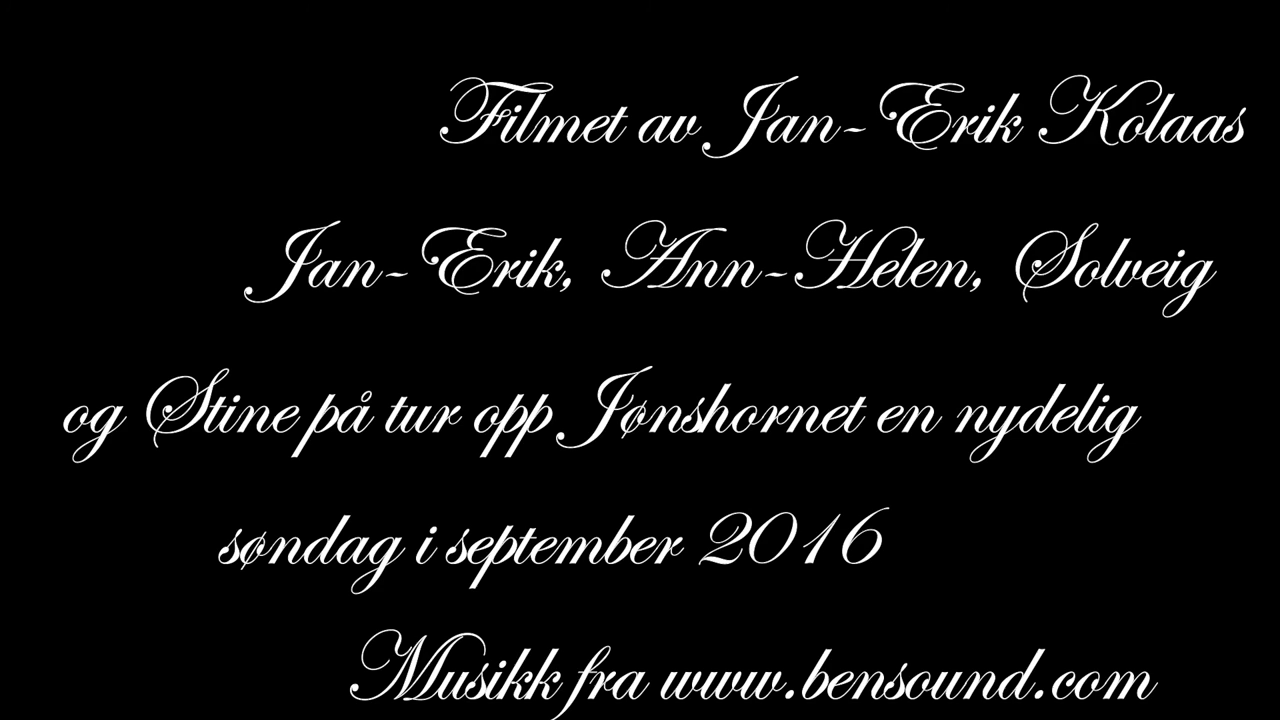 Filmet av Jan-Erik Kolaas
Jan-Erik, Ann-Helen, Solveig
og Stine på tur opp Jønshornet en nydelig
søndag i september 2016
Musikk fra www.bensound.com